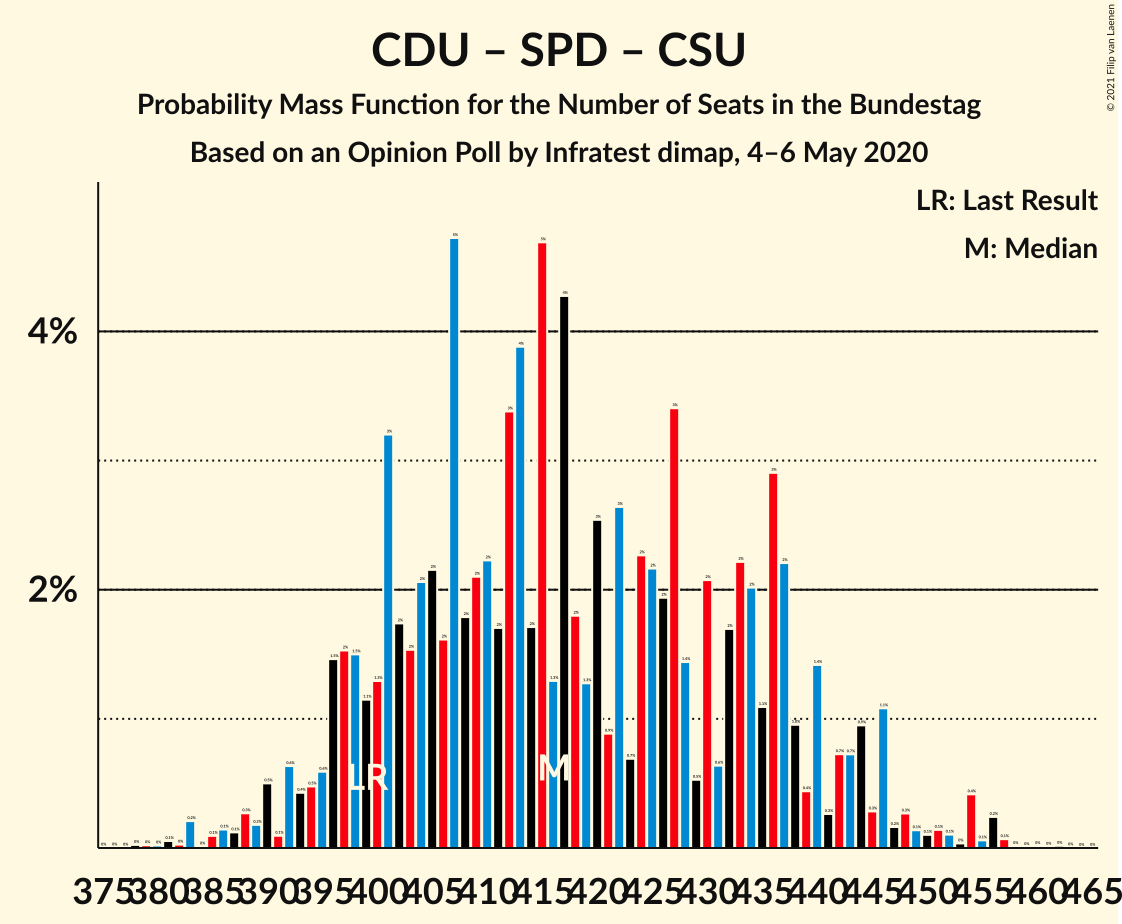 CDU – SPD – CSU
Probability Mass Function for the Number of Seats in the Bundestag
Based on an Opinion Poll by Infratest dimap, 4–6 May 2020
© 2021 Filip van Laenen
LR: Last Result
M: Median
4%
2%
LR
M
375 380 385 390 395 400 405 410 415 420 425 430 435 440 445 450 455 460 465